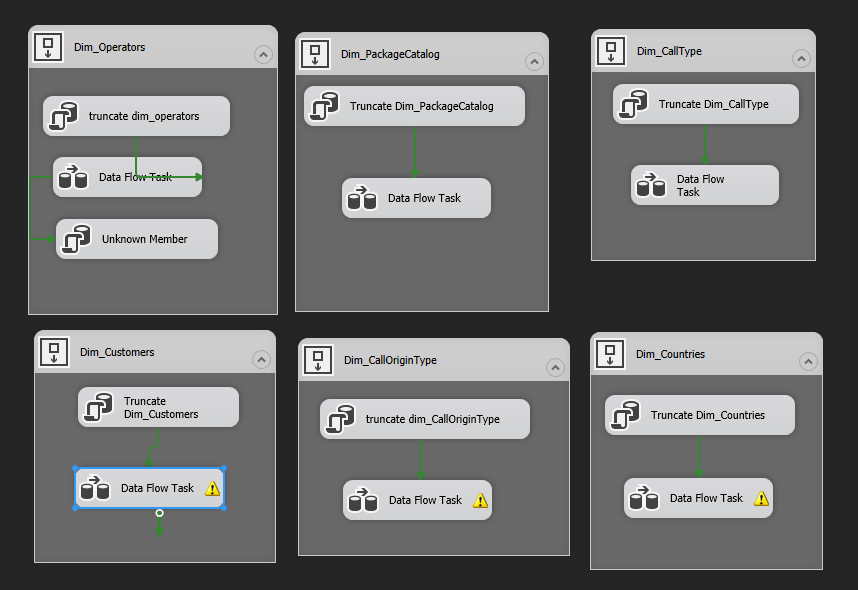 Dim_Operators
truncate dim_operators
Data Flow Task
Unknown Member
Dim_PackageCatalog
Truncate Dim_PackageCatalog
Data Flow Task
Dim_CallType
Truncate Dim_CallType
Data Flow
Task
Dim_Customers
Truncate
Dim_Customers
Data Flow Task
Dim_CallOriginType
truncate dim_CallOriginType
Data Flow Task
Dim_Countries
Truncate Dim_Countries
Data Flow Task